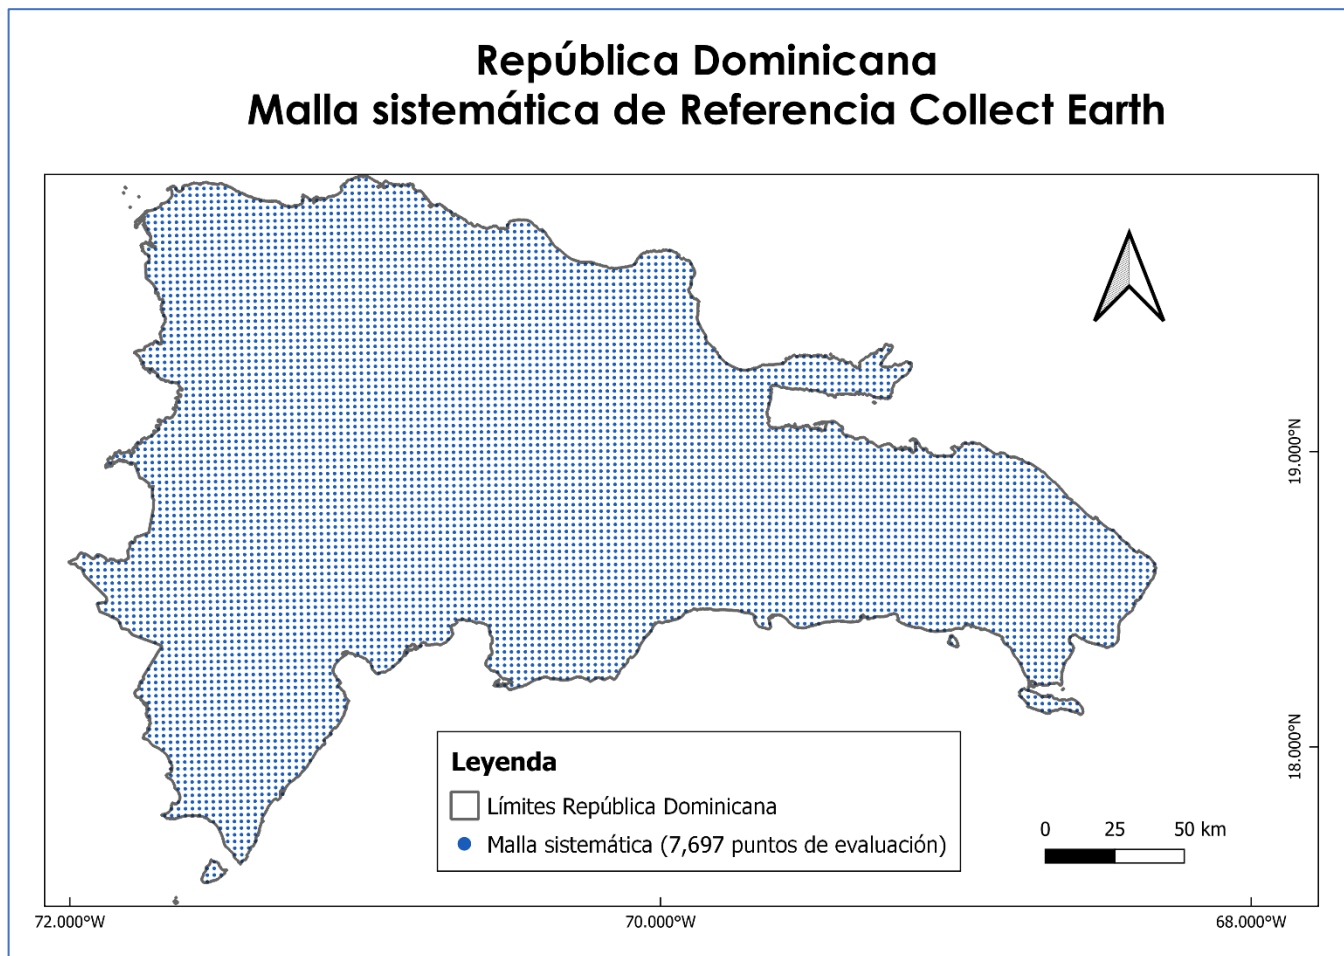 República Dominicana
Malla sistemática de Referencia Collect Earth
19.000°N
18.000°N
Leyenda
Límites República Dominicana
Malla sistemática (7,697 puntos de evaluación)
0 25 50 km
72.000°W 70.000°W 68.000°W